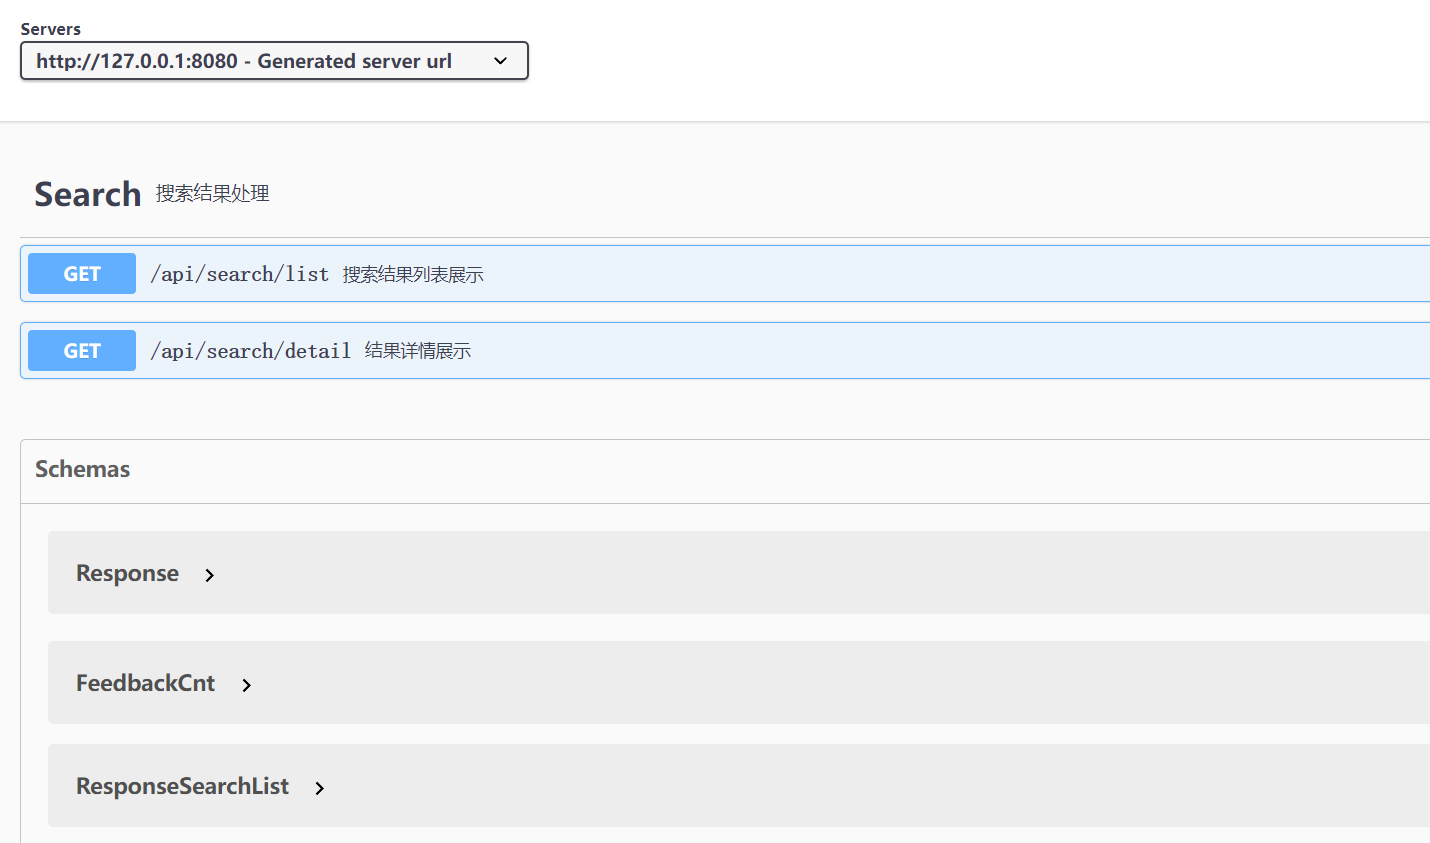 Servers
http://127.0.0.1:8080 - Generated server url
Search 搜索结果处理
GET /api/search/list 搜索结果列表展示
GET /api/search/detail 结果详情展示
Schemas
Response
FeedbackCnt
ResponseSearchList